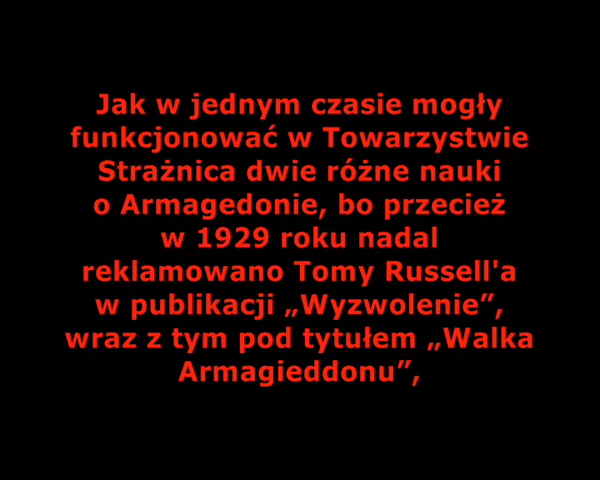 Jak w jednym czasie mogły
funkcjonować w Towarzystwie
Strażnica dwie różne nauki
o Armagedonie, bo przecież
w 1929 roku nadal
reklamowano Tomy Russell'a
w publikacji „Wyzwolenie”,
wraz z tym pod tytułem „Walka
Armagieddonu”,